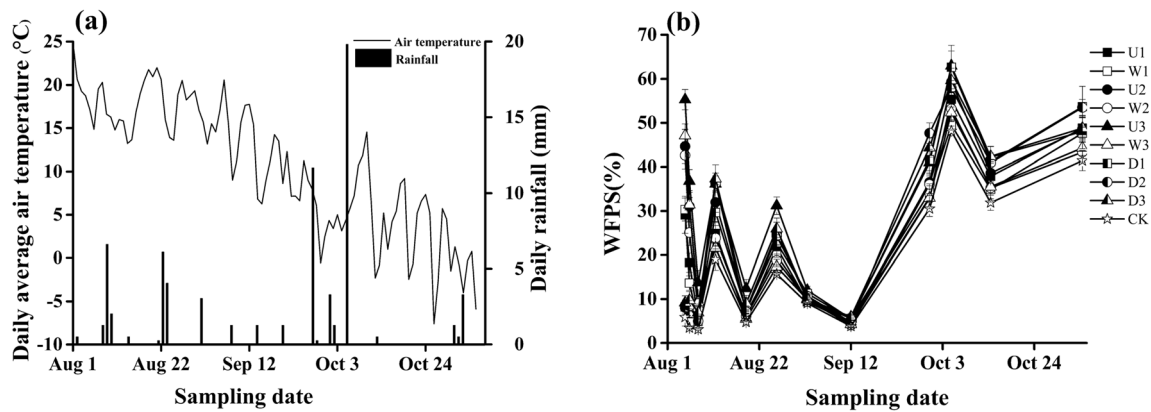 (a)
Air temperature
Rainfall
Daily average air temperature (°C)
25
20
15
10
5
0
-5
-10
20
15
10
5
0
Daily rainfall (mm)
Aug 1
Aug 22
Sep 12
Oct 3
Oct 24
Sampling date
(b)
WFPS(%)
70
60
50
40
30
20
10
0
Aug 1
Aug 22
Sep 12
Oct 3
Oct 24
Sampling date
U1
W1
U2
W2
U3
W3
D1
D2
D3
CK